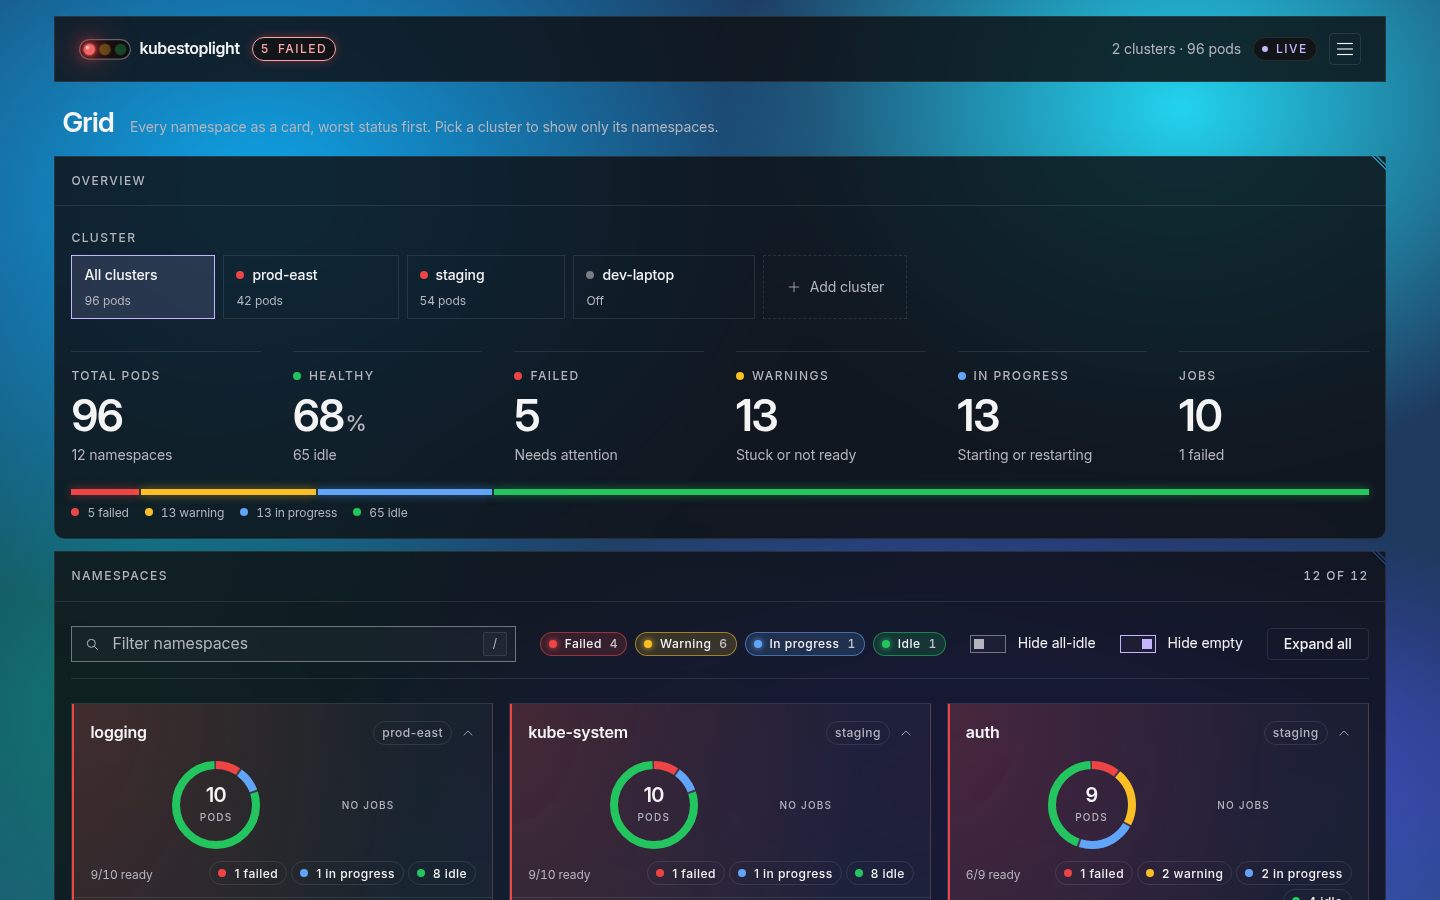 kubestoplight 5 FAILED 2 clusters · 96 pods LIVE
Grid Every namespace as a card, worst status first. Pick a cluster to show only its namespaces.
OVERVIEW
CLUSTER
All clusters prod-east staging dev-laptop + Add cluster
96 pods 42 pods 54 pods Off
TOTAL PODS HEALTHY FAILED WARNINGS IN PROGRESS JOBS
96 68% 5 13 13 10
12 namespaces 65 idle Needs attention Stuck or not ready Starting or restarting 1 failed
5 failed 13 warning 13 in progress 65 idle
NAMESPACES 12 OF 12
Filter namespaces / Failed 4 Warning 6 In progress 1 Idle 1 Hide all-idle Hide empty Expand all
logging prod-east kube-system staging auth staging
10 PODS NO JOBS 10 PODS NO JOBS 9 PODS NO JOBS
9/10 ready 1 failed 1 in progress 8 idle 9/10 ready 1 failed 1 in progress 8 idle 6/9 ready 1 failed 2 warning 2 in progress
4 idle